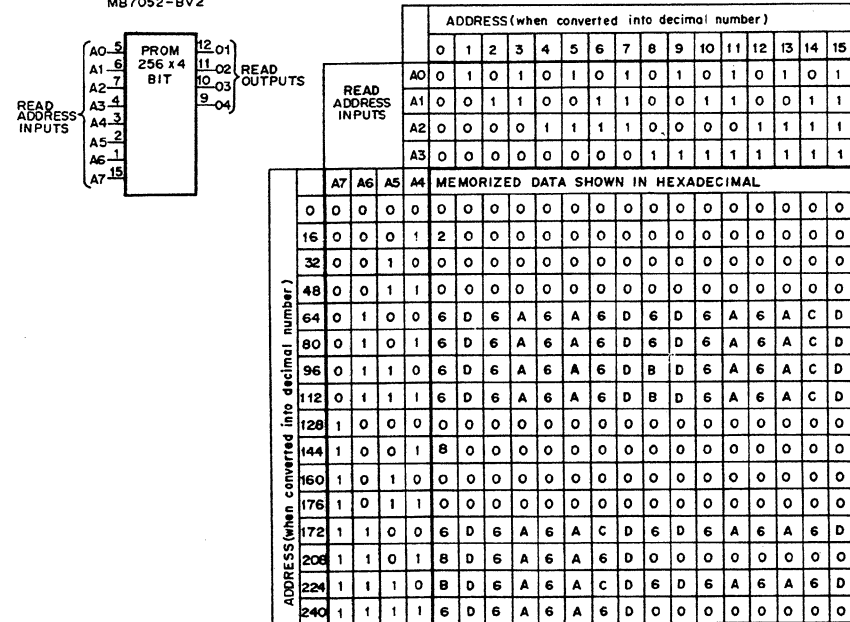 MB7052-BV2
PROM
256 x 4
BIT
READ
ADDRESS
INPUTS
A0 5
A1 6
A2 7
A3 4
A4 3
A5 2
A6 1
A7 15
12 O1
11 O2
10 O3
9 O4
READ
OUTPUTS
ADDRESS (when converted into decimal number)
0 1 2 3 4 5 6 7 8 9 10 11 12 13 14 15
READ
ADDRESS
INPUTS
A0 0 1 0 1 0 1 0 1 0 1 0 1 0 1 0 1
A1 0 0 1 1 0 0 1 1 0 0 1 1 0 0 1 1
A2 0 0 0 0 1 1 1 1 0 0 0 0 1 1 1 1
A3 0 0 0 0 0 0 0 0 1 1 1 1 1 1 1 1
A7 A6 A5 A4 MEMORIZED DATA SHOWN IN HEXADECIMAL
ADDRESS (when converted into decimal number)
0 0 0 0 0 0 0 0 0 0 0 0 0 0 0 0 0 0 0 0 0
16 0 0 0 1 2 0 0 0 0 0 0 0 0 0 0 0 0 0 0 0
32 0 0 1 0 0 0 0 0 0 0 0 0 0 0 0 0 0 0 0 0
48 0 0 1 1 0 0 0 0 0 0 0 0 0 0 0 0 0 0 0 0
64 0 1 0 0 6 D 6 A 6 A 6 D 6 D 6 A 6 A C D
80 0 1 0 1 6 D 6 A 6 A 6 D 6 D 6 A 6 A C D
96 0 1 1 0 6 D 6 A 6 A 6 D B D 6 A 6 A C D
112 0 1 1 1 6 D 6 A 6 A 6 D B D 6 A 6 A C D
128 1 0 0 0 0 0 0 0 0 0 0 0 0 0 0 0 0 0 0 0
144 1 0 0 1 8 0 0 0 0 0 0 0 0 0 0 0 0 0 0 0
160 1 0 1 0 0 0 0 0 0 0 0 0 0 0 0 0 0 0 0 0
176 1 0 1 1 0 0 0 0 0 0 0 0 0 0 0 0 0 0 0 0
172 1 1 0 0 6 D 6 A 6 A C D 6 D 6 A 6 A 6 D
208 1 1 0 1 8 D 6 A 6 A 6 D 0 0 0 0 0 0 0 0
224 1 1 1 0 B D 6 A 6 A C D 6 D 6 A 6 A 6 D
240 1 1 1 1 6 D 6 A 6 A 6 D 0 0 0 0 0 0 0 0